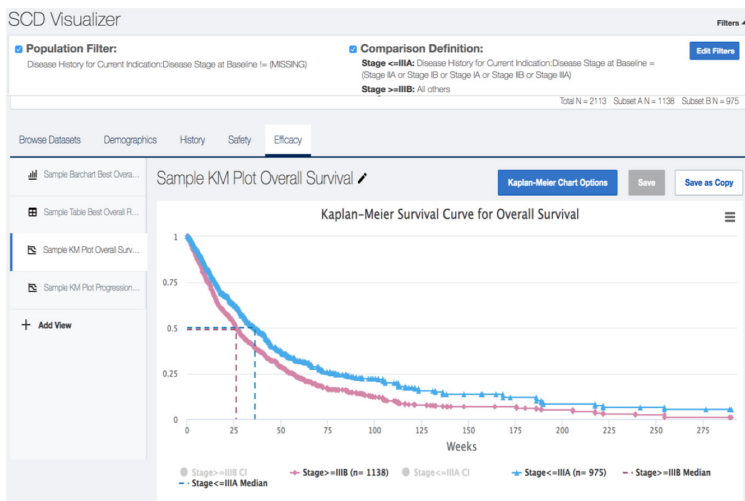 SCD Visualizer
Filters
Population Filter:
Disease History for Current Indication:Disease Stage at Baseline != (MISSING)
Comparison Definition:
Stage <=IIIA: Disease History for Current Indication:Disease Stage at Baseline =
(Stage IIA or Stage IB or Stage IA or Stage IIB or Stage IIIA)
Stage >=IIIB: All others
Edit Filters
Total N = 2113 Subset A N = 1138 Subset B N = 975
Browse Datasets Demographics History Safety Efficacy
Sample Barchart Best Overa...
Sample Table Best Overall R...
Sample KM Plot Overall Surv...
Sample KM Plot Progression...
+ Add View
Sample KM Plot Overall Survival
Kaplan-Meier Chart Options
Save
Save as Copy
Kaplan-Meier Survival Curve for Overall Survival
1
0.75
0.5
0.25
0
0 25 50 75 100 125 150 175 200 225 250 275
Weeks
Stage>=IIIB CI Stage>=IIIB (n= 1138) Stage<=IIIA CI Stage<=IIIA (n= 975) Stage>=IIIB Median
Stage<=IIIA Median